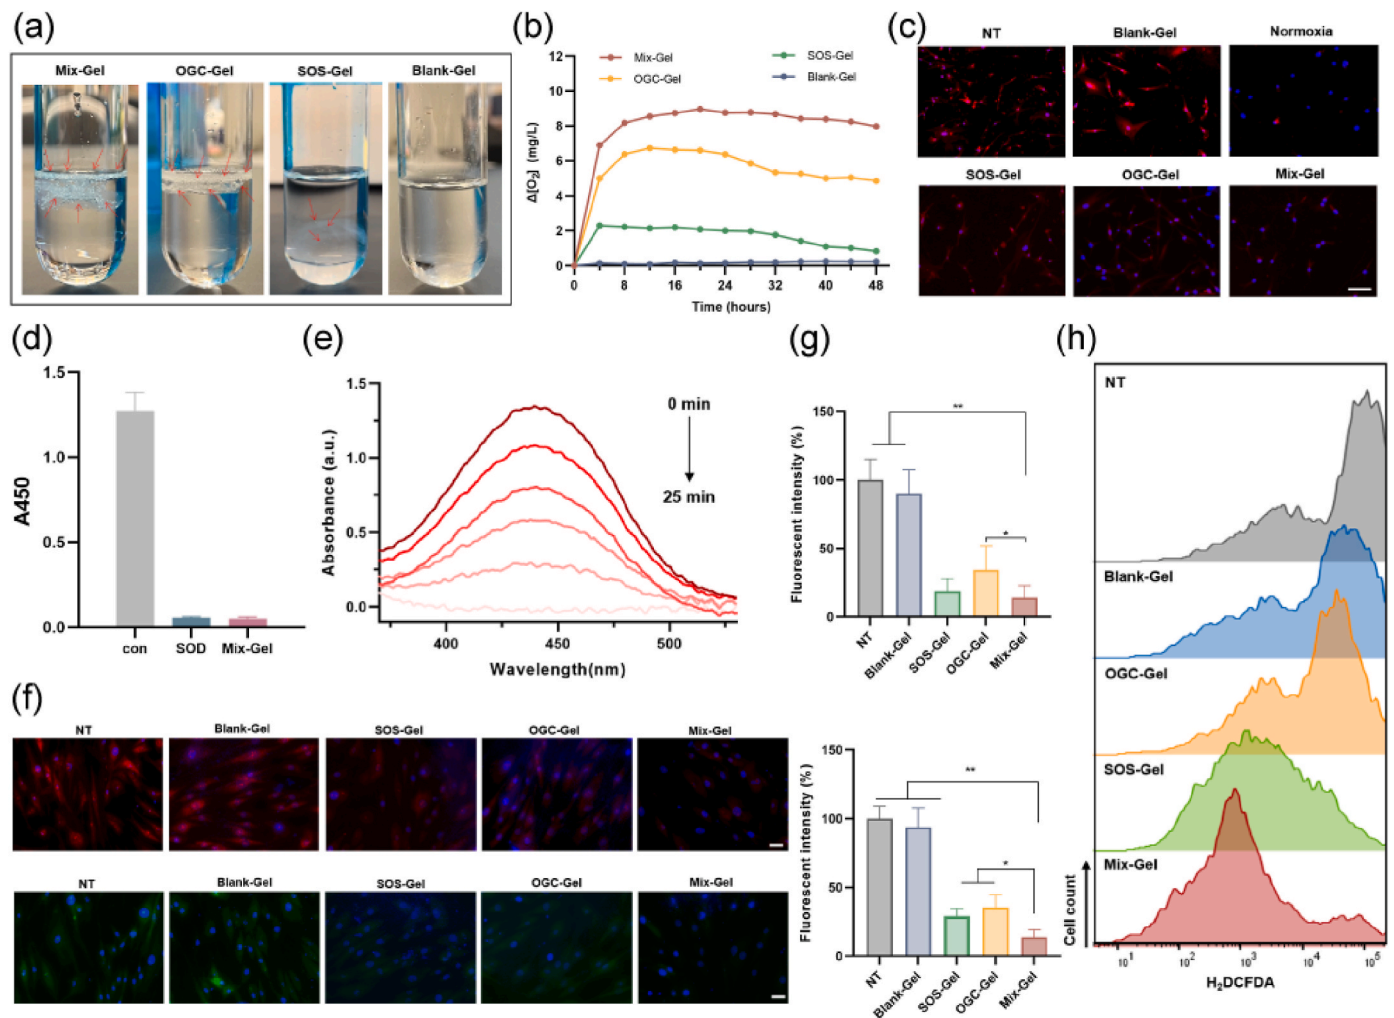 (a)
Mix-Gel OGC-Gel SOS-Gel Blank-Gel
(b)
Mix-Gel SOS-Gel
OGC-Gel Blank-Gel
12
10
8
6
4
2
0
Δ[O₂] (mg/L)
0 8 16 24 32 40 48
Time (hours)
(c)
NT Blank-Gel Normoxia
SOS-Gel OGC-Gel Mix-Gel
(d)
1.5
1.0
0.5
0.0
A450
con SOD Mix-Gel
(e)
1.5
1.0
0.5
0.0
Absorbance (a.u.)
0 min
25 min
400 450 500
Wavelength(nm)
(g)
150
100
50
0
Fluorescent intensity (%)
**
*
NT Blank-Gel SOS-Gel OGC-Gel Mix-Gel
150
100
50
0
Fluorescent intensity (%)
**
*
NT Blank-Gel SOS-Gel OGC-Gel Mix-Gel
(h)
NT
Blank-Gel
OGC-Gel
SOS-Gel
Mix-Gel
Cell count
10¹ 10² 10³ 10⁴ 10⁵
H₂DCFDA
(f)
NT Blank-Gel SOS-Gel OGC-Gel Mix-Gel
NT Blank-Gel SOS-Gel OGC-Gel Mix-Gel